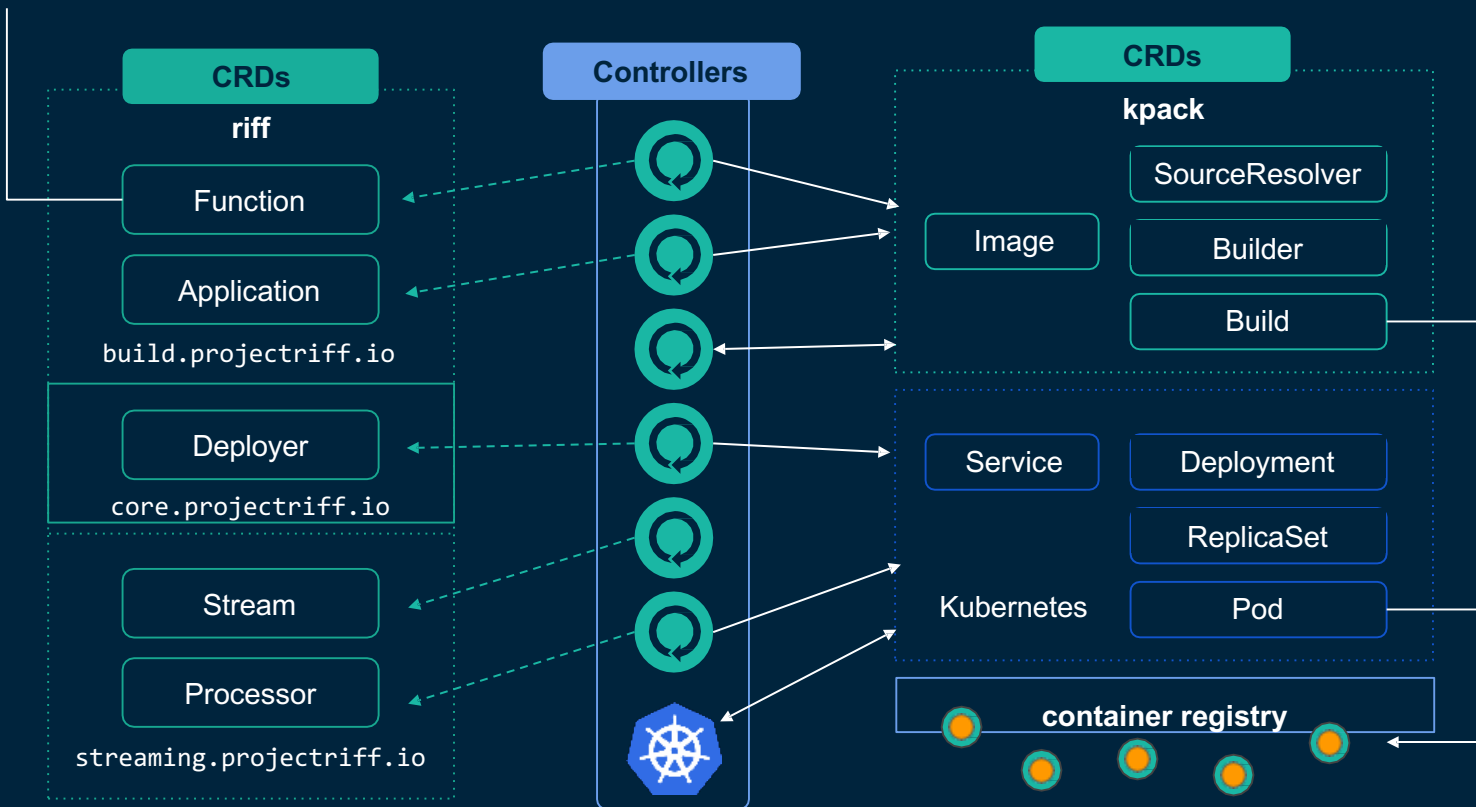 CRDs
riff
Function
Application
build.projectriff.io
Deployer
core.projectriff.io
Stream
Processor
streaming.projectriff.io
Controllers
CRDs
kpack
Image
SourceResolver
Builder
Build
Service
Deployment
ReplicaSet
Kubernetes
Pod
container registry